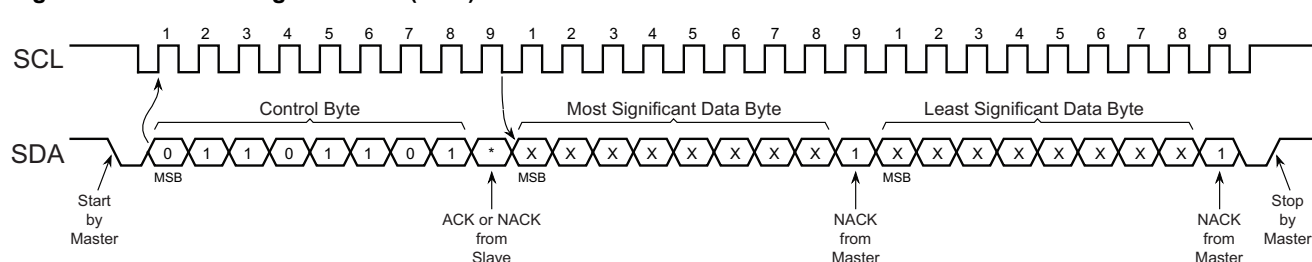 1 2 3 4 5 6 7 8 9 1 2 3 4 5 6 7 8 9 1 2 3 4 5 6 7 8 9
SCL
Control Byte Most Significant Data Byte Least Significant Data Byte
SDA 0 1 1 0 1 1 0 1 * X X X X X X X X 1 X X X X X X X X 1
MSB MSB MSB
Start
by
Master
ACK or NACK
from
Slave
NACK
from
Master
NACK
from
Master
Stop
by
Master